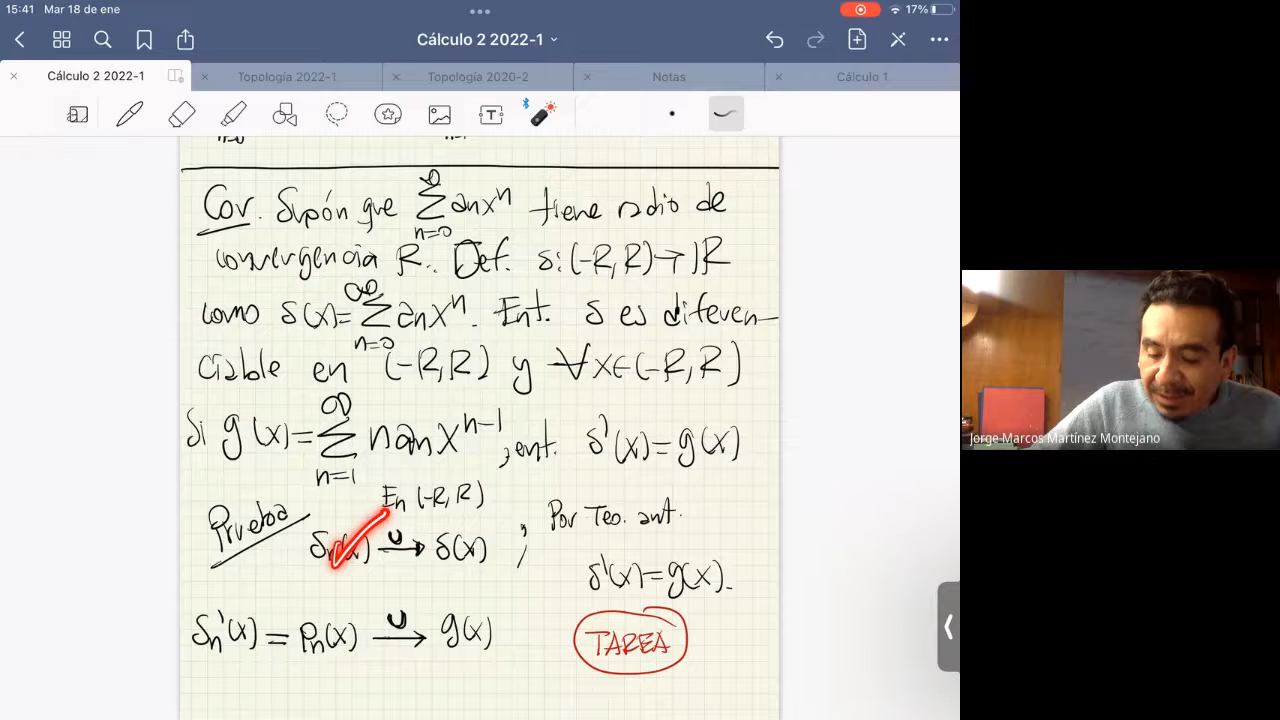 15:41 Mar 18 de ene
17%
Cálculo 2 2022-1
Cálculo 2 2022-1 Topología 2022-1 Topología 2020-2 Notas Cálculo 1
Cor. Supón que ∑_{n=0}^{∞} anx^n tiene radio de
convergencia R. Def. s:(-R,R)→ℝ
como s(x)=∑_{n=0}^{∞} anx^n. Ent. s es diferen-
ciable en (-R,R) y ∀x∈(-R,R)
si g(x)=∑_{n=1}^{∞} nanx^{n-1}, ent. s'(x)=g(x)
Prueba En (-R,R)
sn(x) →^u s(x) ; Por Teo. ant.
s'(x)=g(x).
sn'(x)=pn(x) →^u g(x)
TAREA
Jorge-Marcos Martínez Montejano